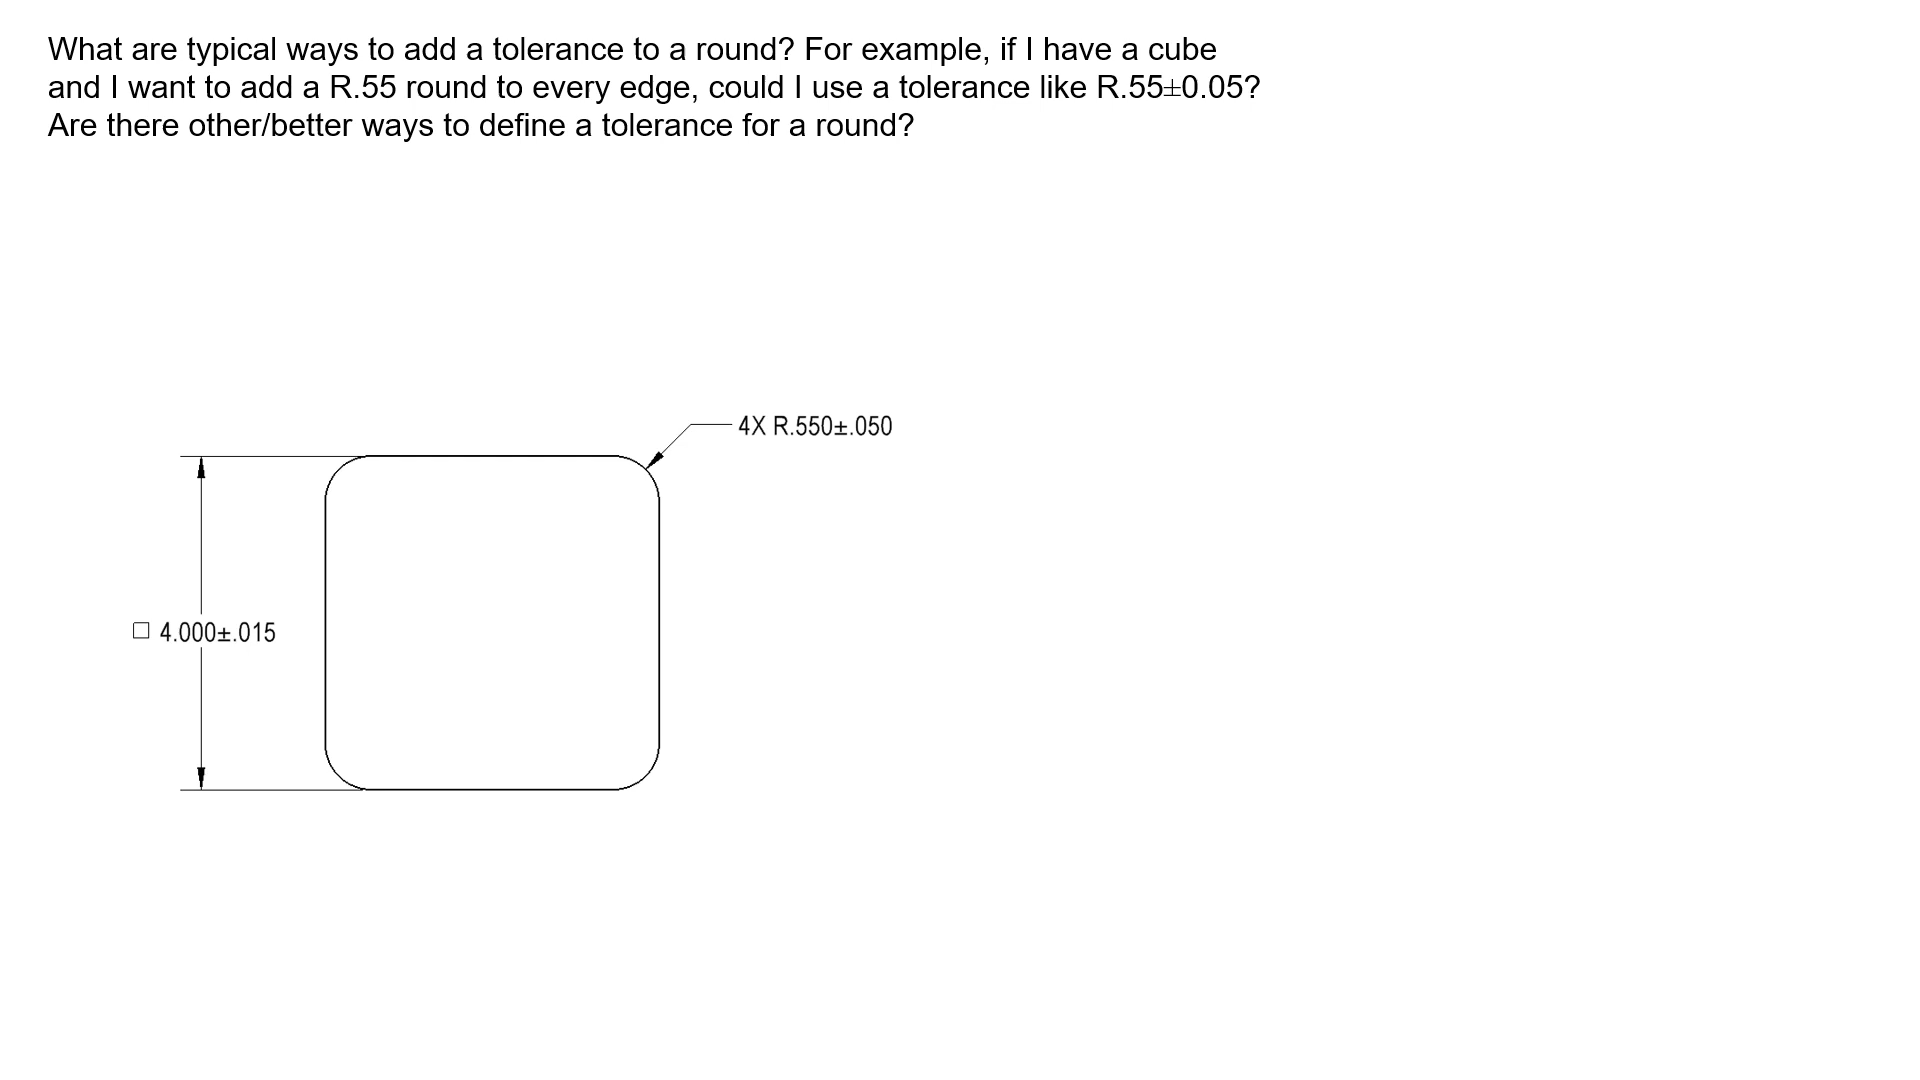 What are typical ways to add a tolerance to a round? For example, if I have a cube
and I want to add a R.55 round to every edge, could I use a tolerance like R.55±0.05?
Are there other/better ways to define a tolerance for a round?
4X R.550±.050
□ 4.000±.015